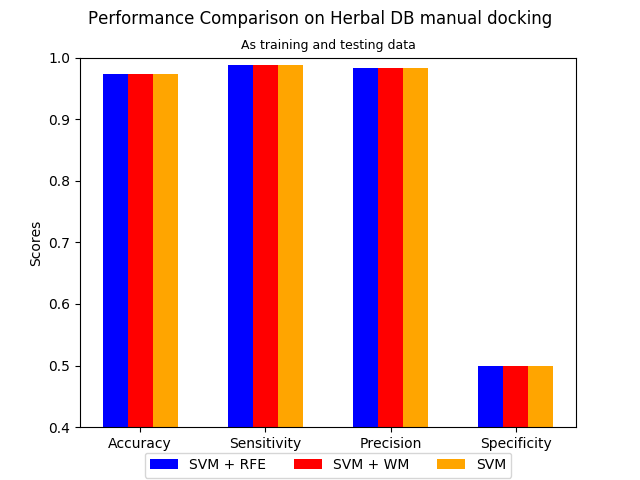 Performance Comparison on Herbal DB manual docking
As training and testing data
1.0
0.9
0.8
0.7
0.6
0.5
0.4
Scores
Accuracy Sensitivity Precision Specificity
SVM + RFE SVM + WM SVM